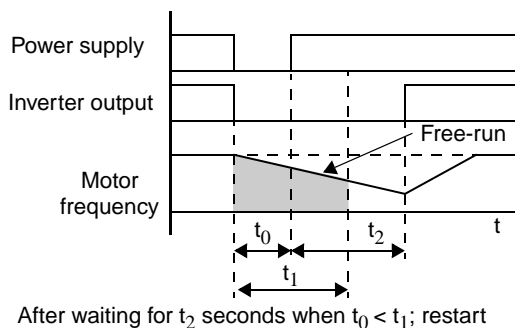 Power supply
Inverter output
Free-run
Motor
frequency
t
t₀
t₂
t₁
After waiting for t₂ seconds when t₀ < t₁; restart